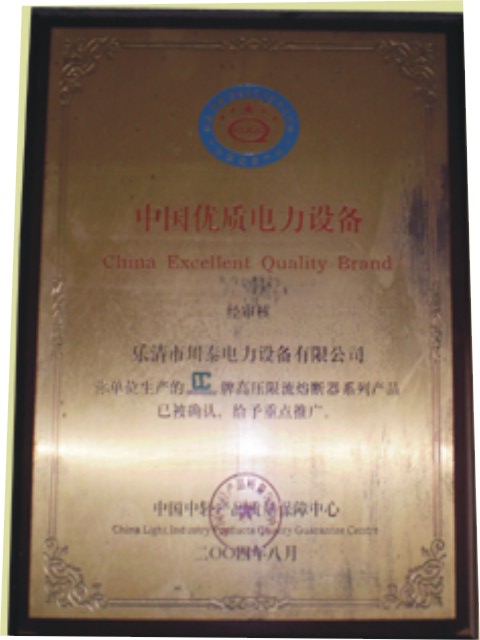 中国优质电力设备
China Excellent Quality Brand
经审核
乐清市川泰电力设备有限公司
你单位生产的 牌高压限流熔断器系列产品
已被确认，给予重点推广。
中国中轻产品质量保障中心
China Light Industry Products Quality Guarantee Centre
二〇〇四年八月